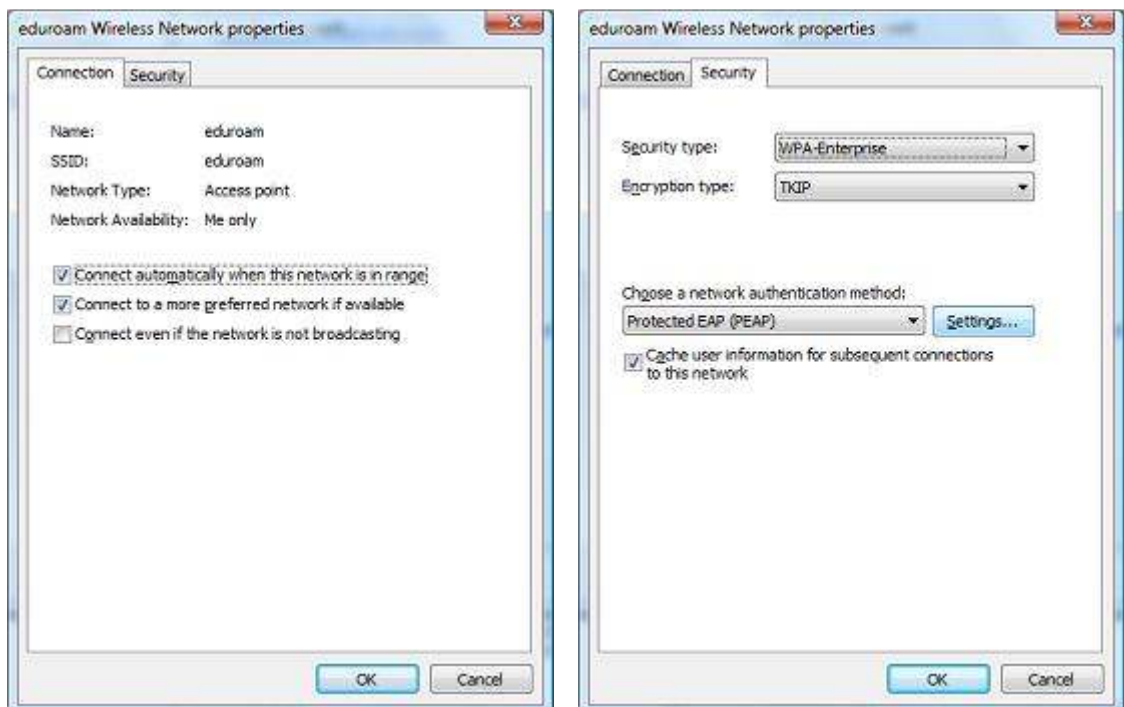 eduroam Wireless Network properties
Connection Security
Name: eduroam
SSID: eduroam
Network Type: Access point
Network Availability: Me only
Connect automatically when this network is in range
Connect to a more preferred network if available
Connect even if the network is not broadcasting
OK Cancel
eduroam Wireless Network properties
Connection Security
Security type: WPA-Enterprise
Encryption type: TKIP
Choose a network authentication method:
Protected EAP (PEAP) Settings...
Cache user information for subsequent connections
to this network
OK Cancel